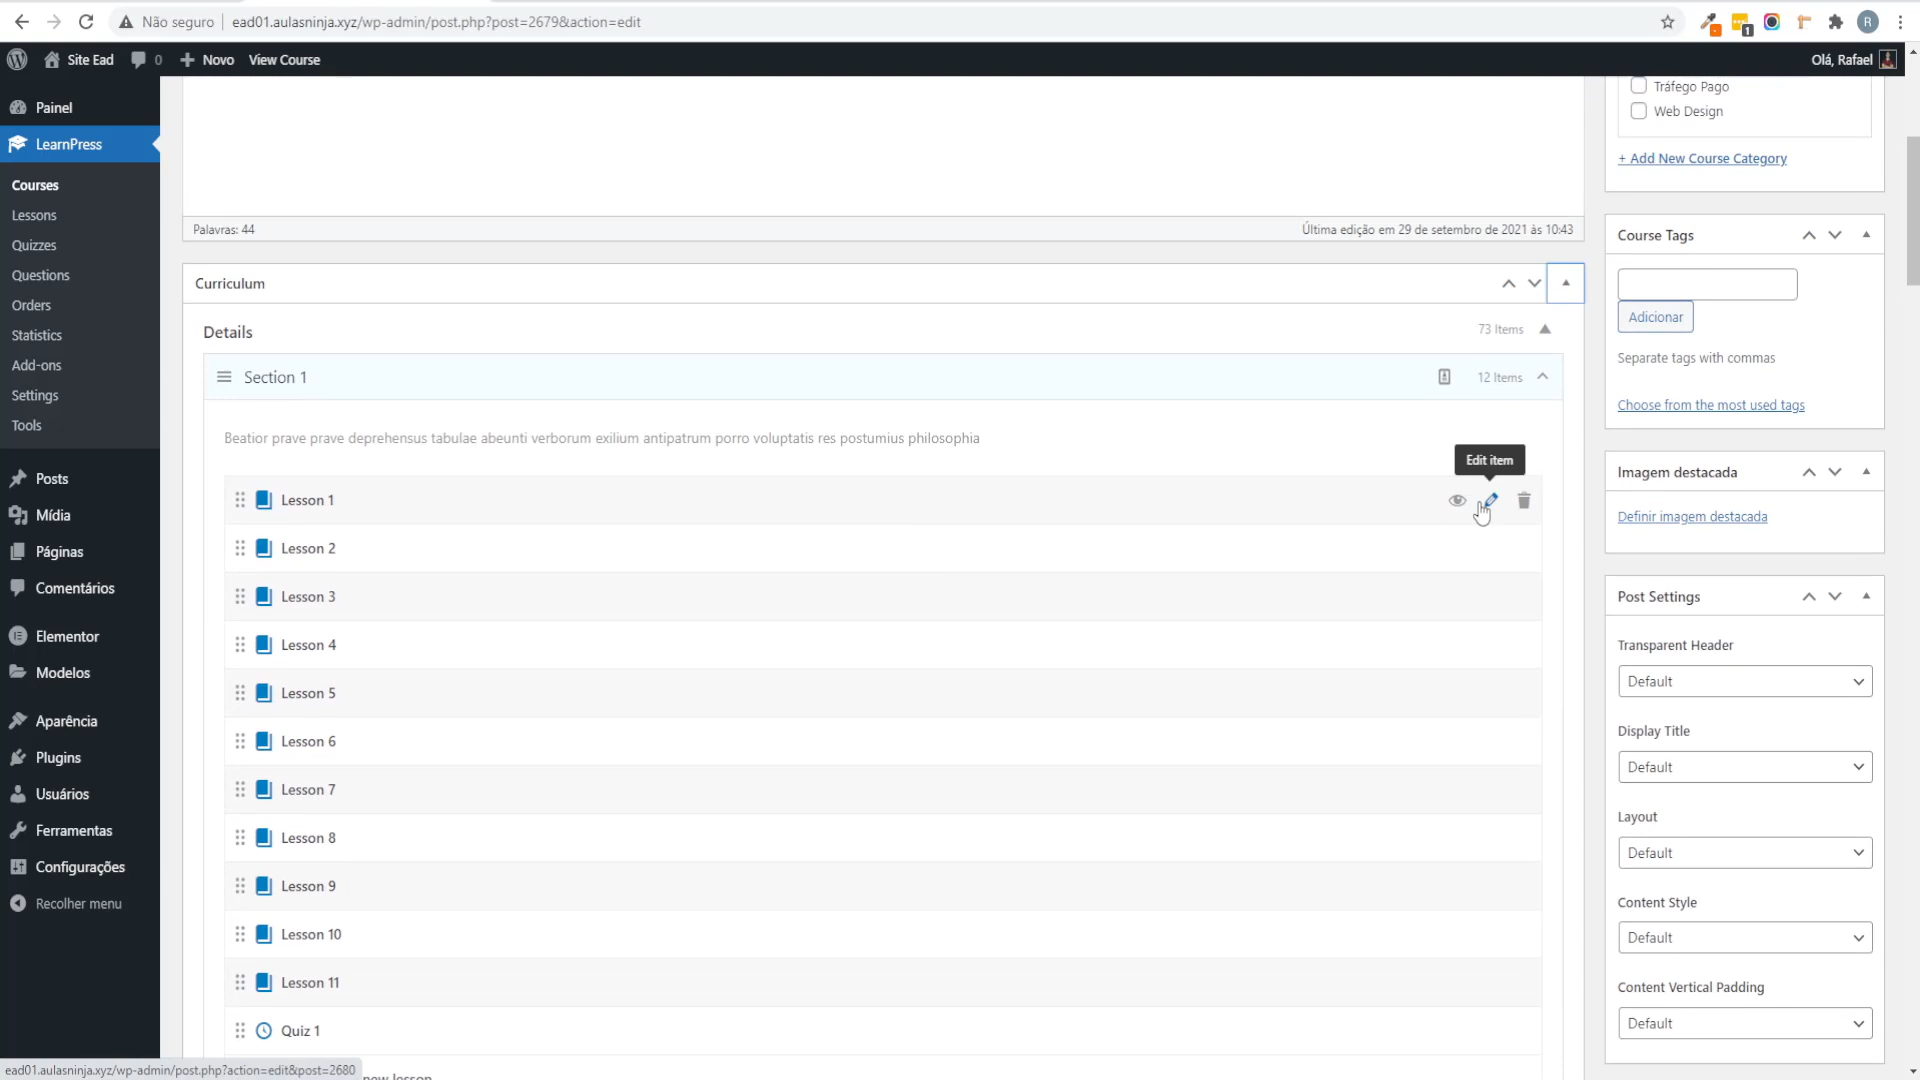 Não seguro
ead01.aulasninja.xyz/wp-admin/post.php?post=2679&action=edit
1
R
Site Ead
0
Novo
View Course
Olá, Rafael
Painel
LearnPress
Courses
Lessons
Quizzes
Questions
Orders
Statistics
Add-ons
Settings
Tools
Posts
Mídia
Páginas
Comentários
Elementor
Modelos
Aparência
Plugins
Usuários
Ferramentas
Configurações
Recolher menu
Palavras: 44
Última edição em 29 de setembro de 2021 às 10:43
Curriculum
Details
73 Items
Section 1
12 Items
Beatior prave prave deprehensus tabulae abeunti verborum exilium antipatrum porro voluptatis res postumius philosophia
Edit item
Lesson 1
Lesson 2
Lesson 3
Lesson 4
Lesson 5
Lesson 6
Lesson 7
Lesson 8
Lesson 9
Lesson 10
Lesson 11
Quiz 1
new lesson
Tráfego Pago
Web Design
+ Add New Course Category
Course Tags
Adicionar
Separate tags with commas
Choose from the most used tags
Imagem destacada
Definir imagem destacada
Post Settings
Transparent Header
Default
Display Title
Default
Layout
Default
Content Style
Default
Content Vertical Padding
Default
ead01.aulasninja.xyz/wp-admin/post.php?action=edit&post=2680